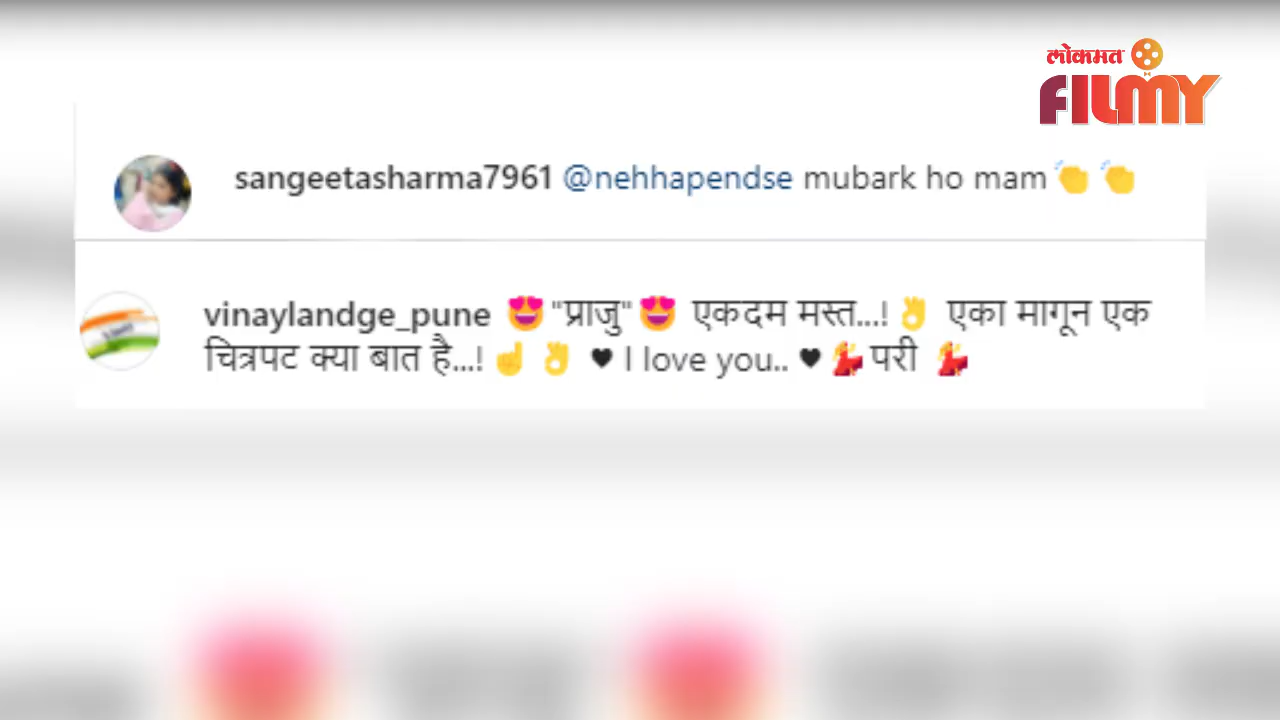 लोकमत
FILMY
sangeetasharma7961 @nehhapendse mubark ho mam 👏 👏
vinaylandge_pune 😍 "प्राजु" 😍 एकदम मस्त...! 👌 एका मागून एक
चित्रपट क्या बात है...! ☝️ 👌 ♥ I love you.. ♥ 💃 परी 💃